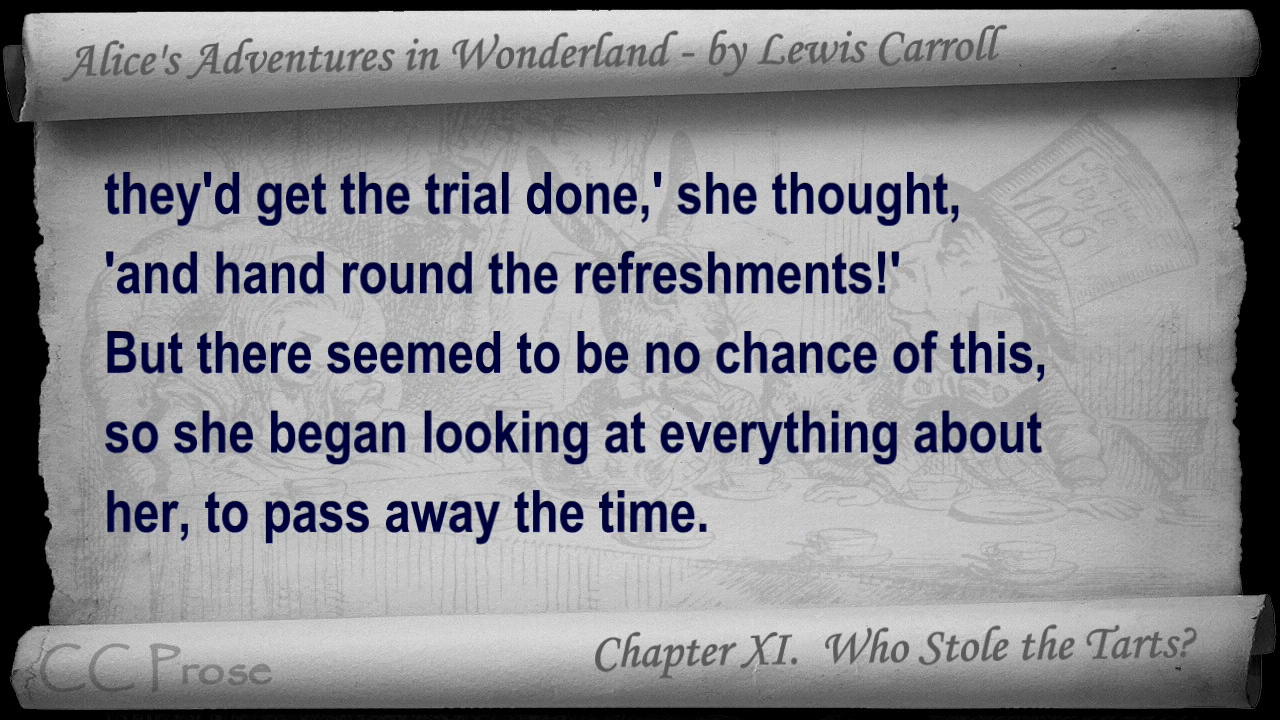 Alice's Adventures in Wonderland - by Lewis Carroll
they'd get the trial done,' she thought,
'and hand round the refreshments!'
But there seemed to be no chance of this,
so she began looking at everything about
her, to pass away the time.
Chapter XI. Who Stole the Tarts?
CC Prose